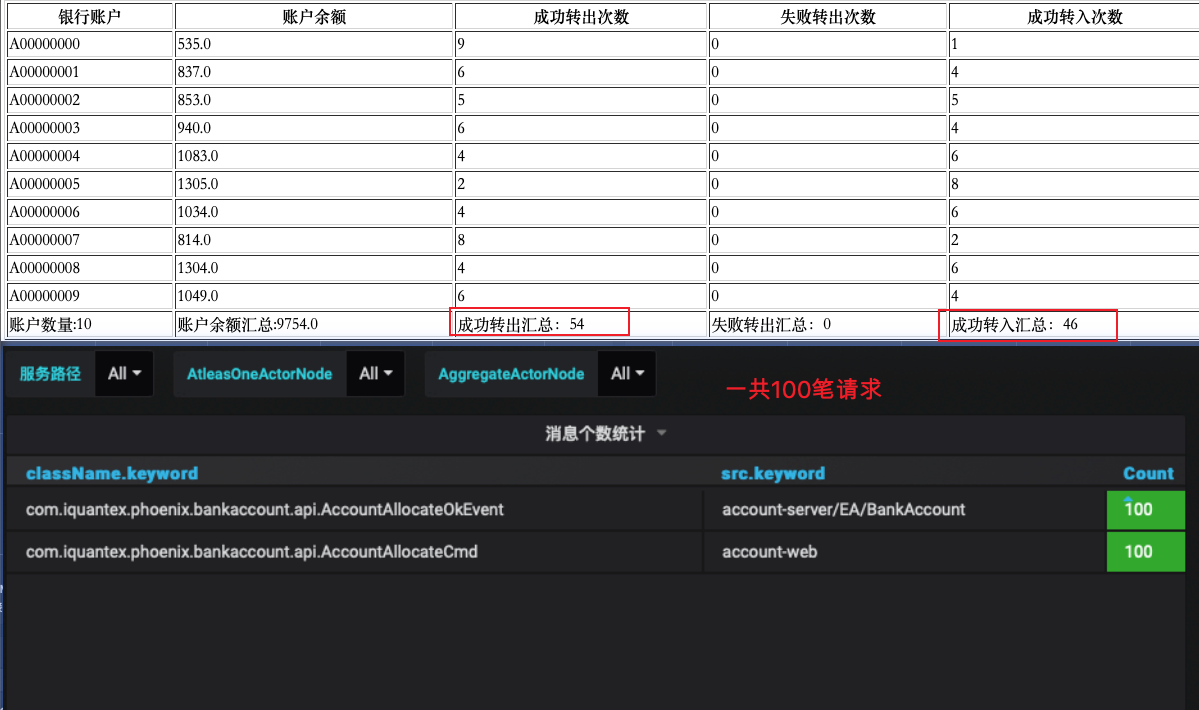 银行账户 账户余额 成功转出次数 失败转出次数 成功转入次数
A00000000 535.0 9 0 1
A00000001 837.0 6 0 4
A00000002 853.0 5 0 5
A00000003 940.0 6 0 4
A00000004 1083.0 4 0 6
A00000005 1305.0 2 0 8
A00000006 1034.0 4 0 6
A00000007 814.0 8 0 2
A00000008 1304.0 4 0 6
A00000009 1049.0 6 0 4
账户数量:10 账户余额汇总:9754.0 成功转出汇总：54 失败转出汇总：0 成功转入汇总：46
服务路径 All AtleasOneActorNode All AggregateActorNode All 一共100笔请求
消息个数统计
className.keyword src.keyword Count
com.iquantex.phoenix.bankaccount.api.AccountAllocateOkEvent account-server/EA/BankAccount 100
com.iquantex.phoenix.bankaccount.api.AccountAllocateCmd account-web 100